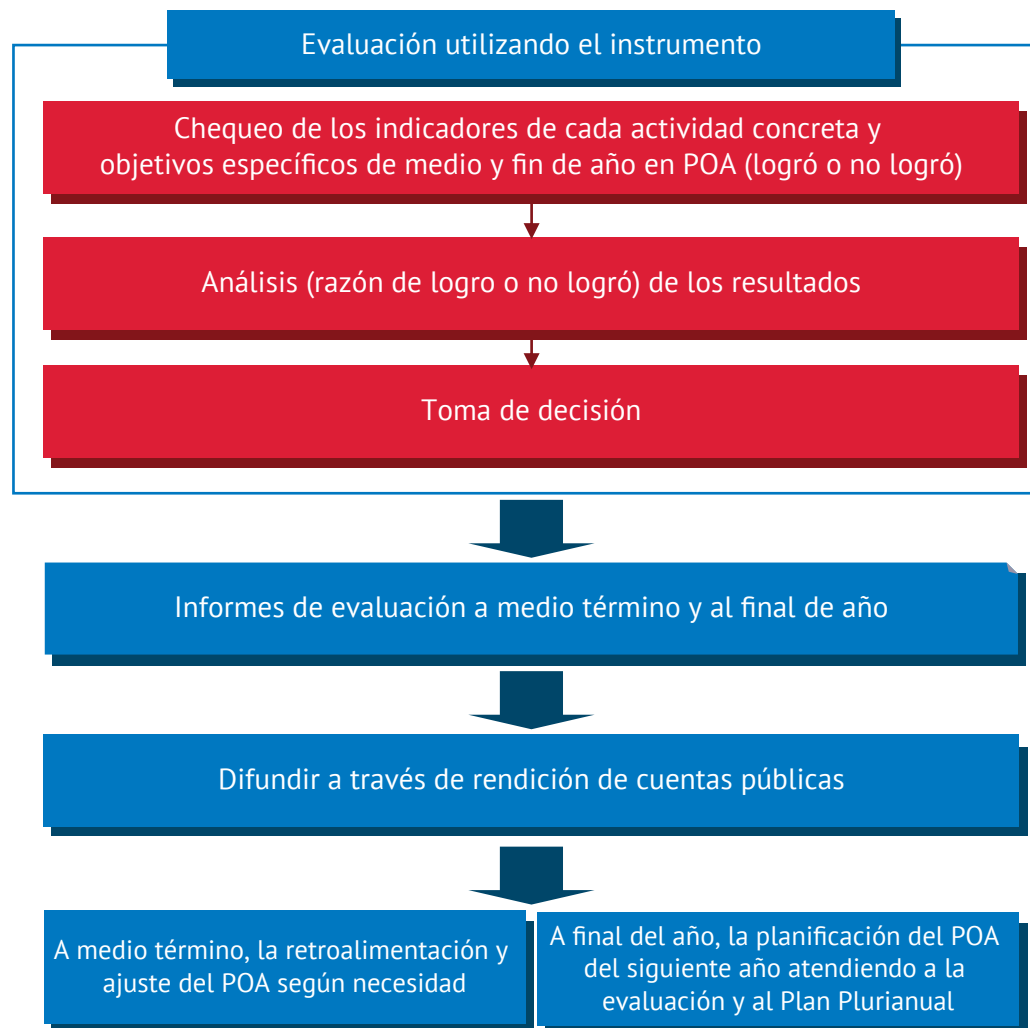 Evaluación utilizando el instrumento
Chequeo de los indicadores de cada actividad concreta y
objetivos específicos de medio y fin de año en POA (logró o no logró)
Análisis (razón de logro o no logró) de los resultados
Toma de decisión
Informes de evaluación a medio término y al final de año
Difundir a través de rendición de cuentas públicas
A medio término, la retroalimentación y
ajuste del POA según necesidad
A final del año, la planificación del POA
del siguiente año atendiendo a la
evaluación y al Plan Plurianual